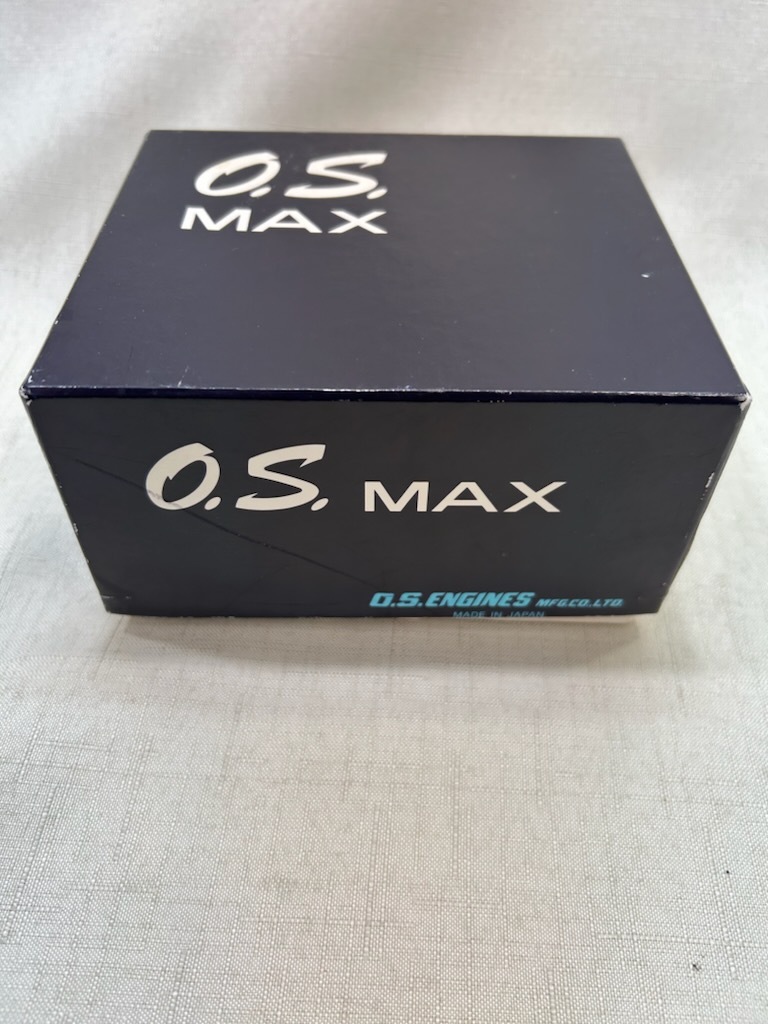 O.S.
MAX
O.S. MAX
O.S. ENGINES MFG.CO.LTD.
MADE IN JAPAN